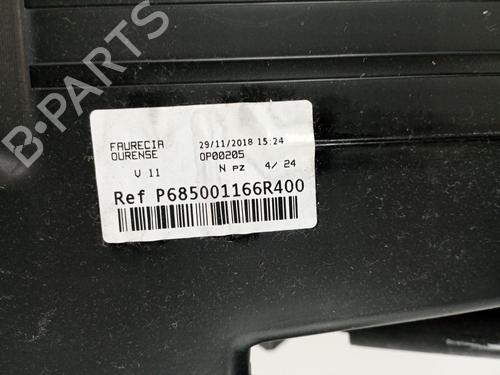 FAURECIA 29/11/2018 15:24
OURENSE OP00205
V 11 N pz 4/ 24
Ref P685001166R400
B-PARTS